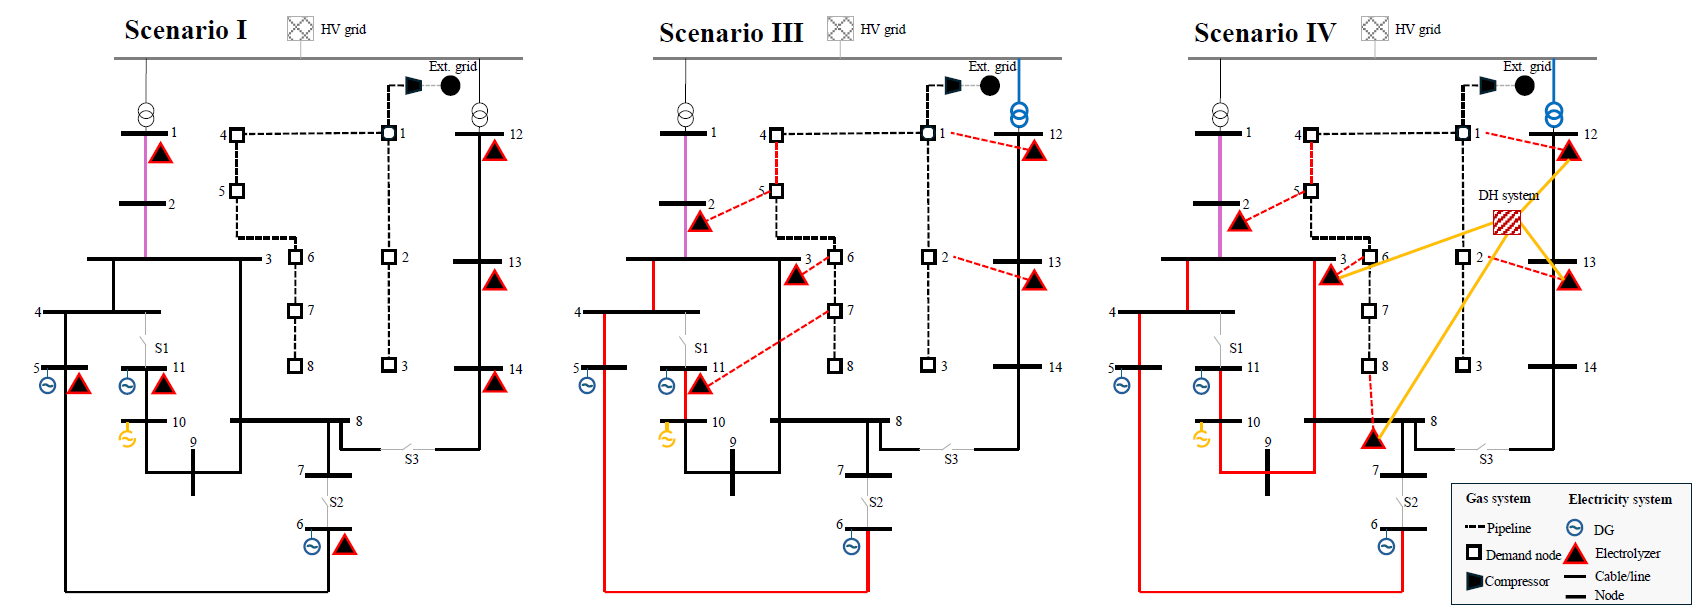 Scenario I
HV grid
Ext. grid
1
4
1
12
5
2
3
6
2
13
4
7
S1
5
11
8
3
14
10
8
9
S3
7
S2
6
Scenario III
HV grid
Ext. grid
1
4
1
12
5
2
3
6
2
13
4
7
S1
5
11
8
3
14
10
8
9
S3
7
S2
6
Scenario IV
HV grid
Ext. grid
1
4
1
12
5
DH system
2
3
6
2
13
4
7
S1
5
11
8
3
14
10
8
9
S3
7
S2
6
Gas system
Pipeline
Demand node
Compressor
Electricity system
DG
Electrolyzer
Cable/line
Node